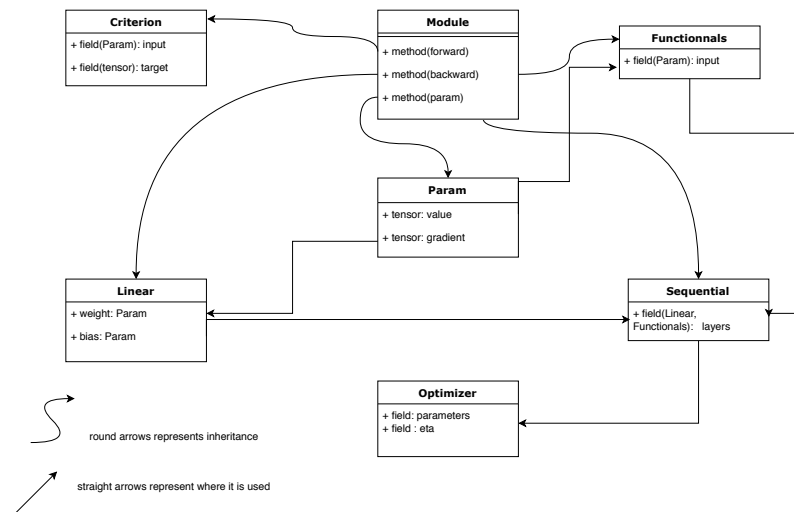 Criterion
+ field(Param): input
+ field(tensor): target
Module
+ method(forward)
+ method(backward)
+ method(param)
Functionnals
+ field(Param): input
Param
+ tensor: value
+ tensor: gradient
Linear
+ weight: Param
+ bias: Param
Sequential
+ field(Linear,
Functionals): layers
Optimizer
+ field: parameters
+ field : eta
round arrows represents inheritance
straight arrows represent where it is used